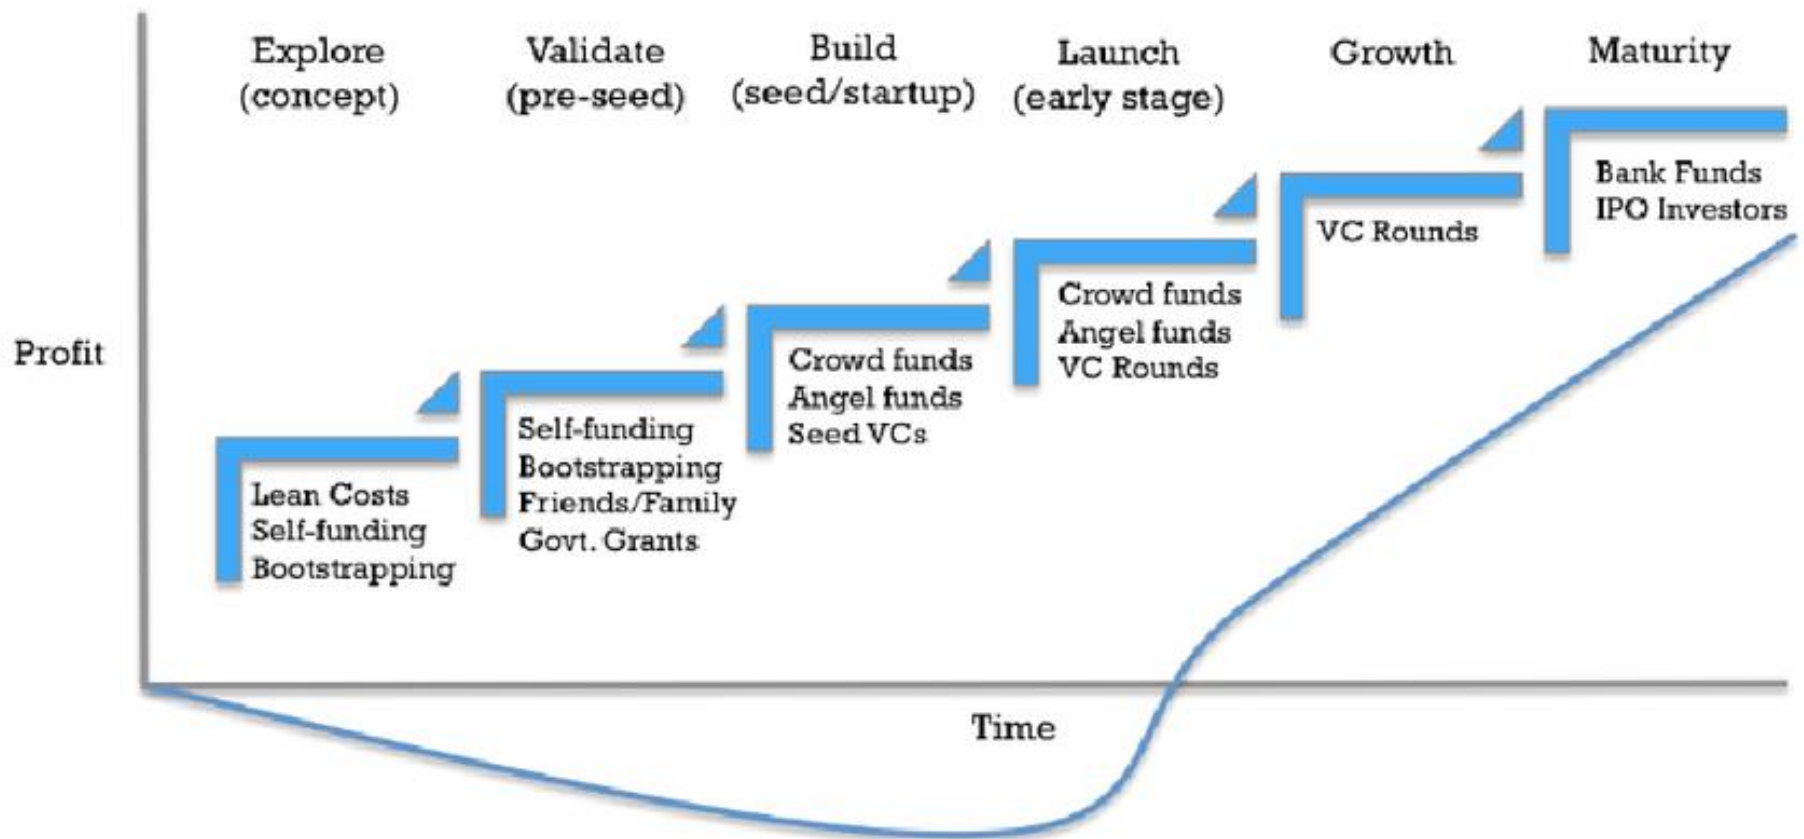 Explore
(concept)
Validate
(pre-seed)
Build
(seed/startup)
Launch
(early stage)
Growth
Maturity
Profit
Lean Costs
Self-funding
Bootstrapping
Self-funding
Bootstrapping
Friends/Family
Govt. Grants
Crowd funds
Angel funds
Seed VCs
Crowd funds
Angel funds
VC Rounds
VC Rounds
Bank Funds
IPO Investors
Time